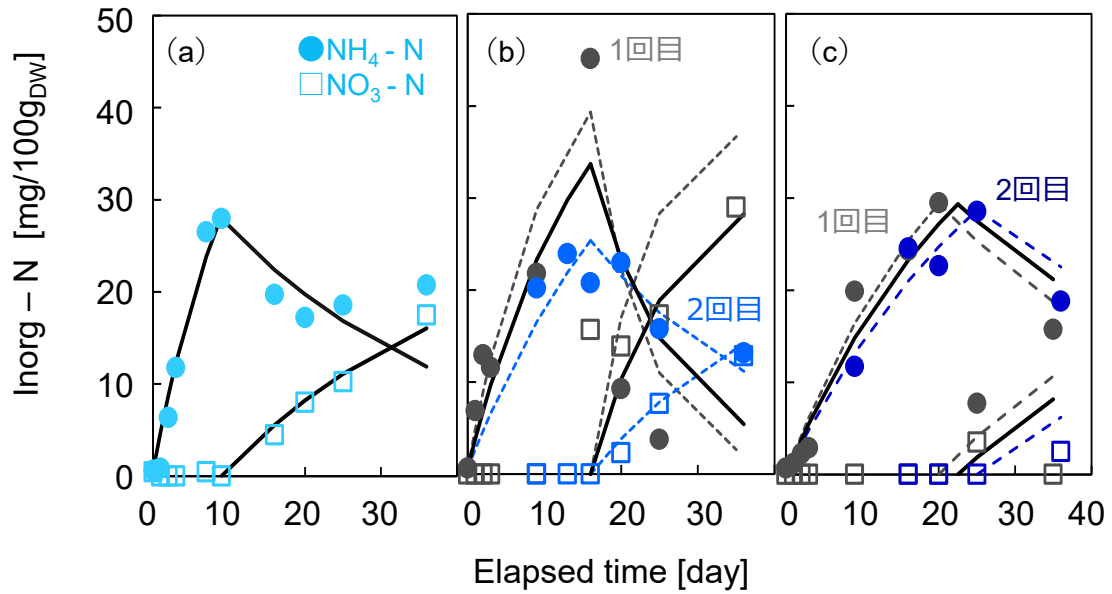 50
40
30
20
10
0
Inorg – N [mg/100g_DW]
(a)
NH₄ - N
NO₃ - N
(b)
1回目
2回目
(c)
1回目
2回目
0 10 20 30
0 10 20 30
0 10 20 30 40
Elapsed time [day]